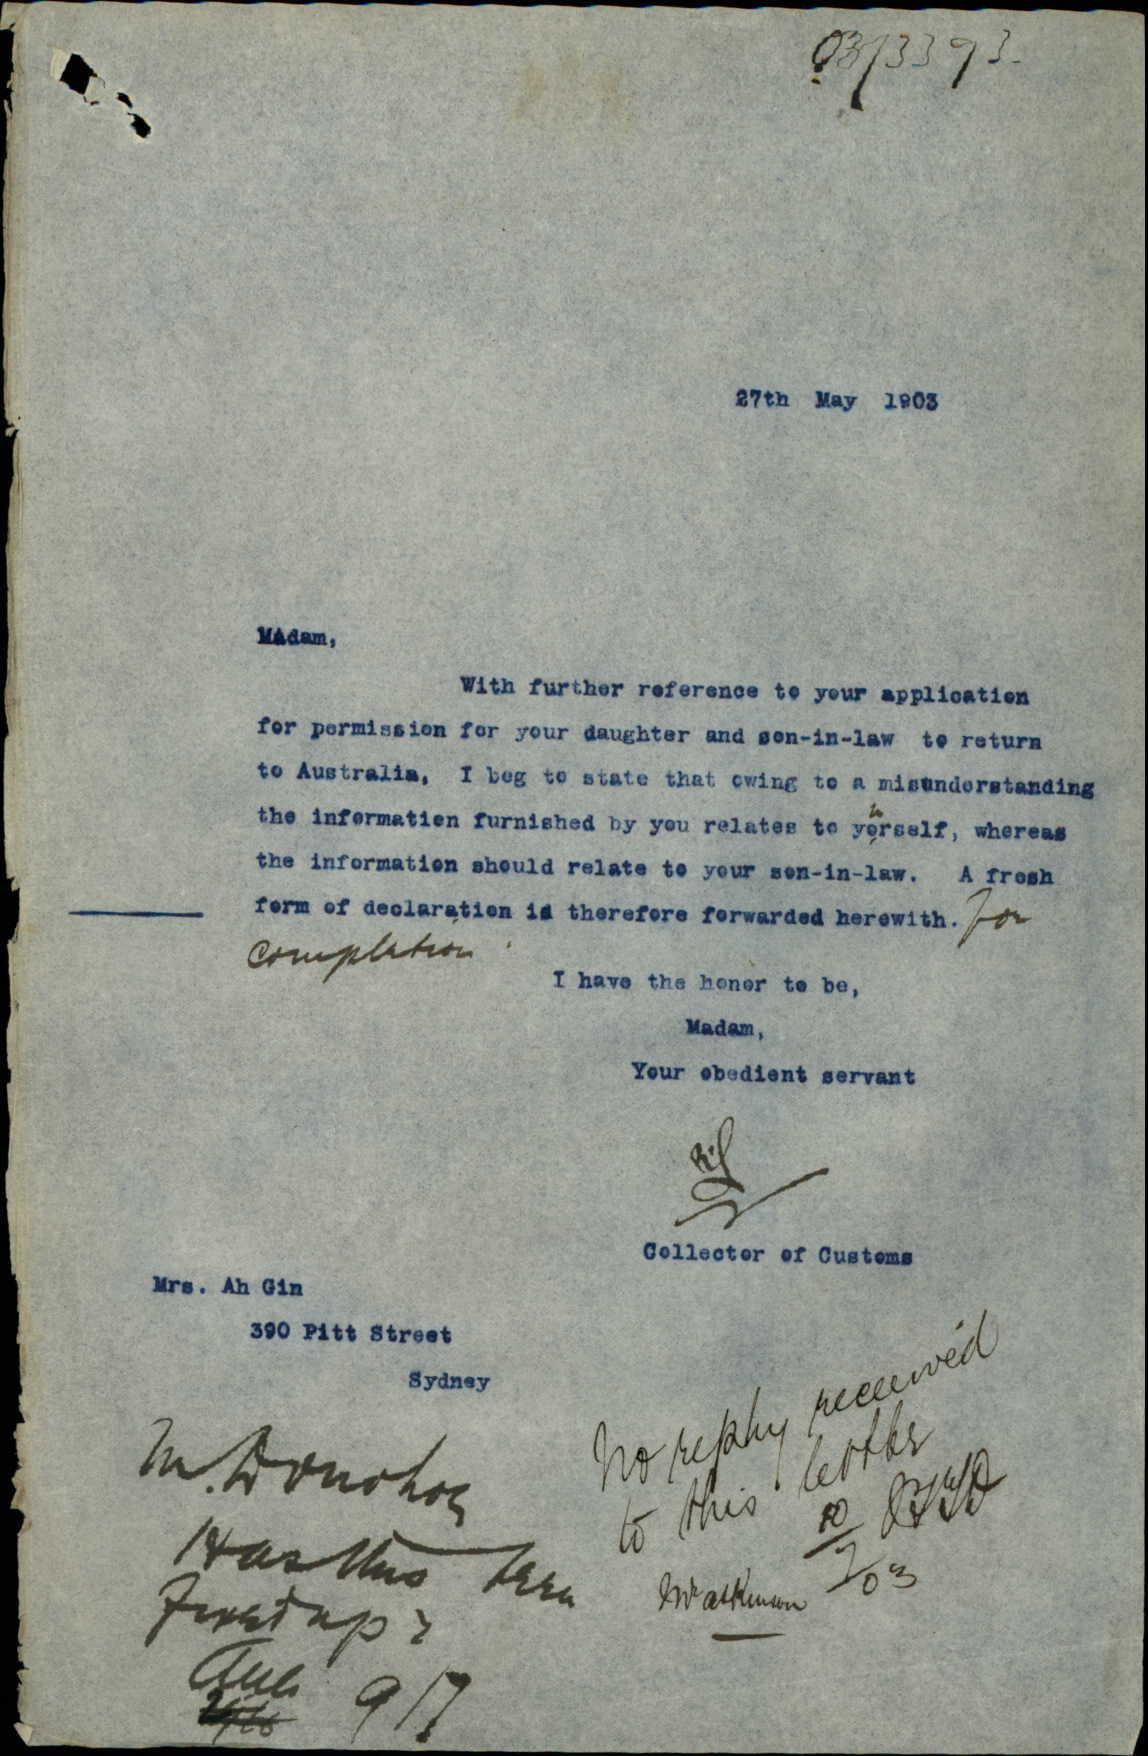 03/3393.
27th May 1903
MAdam,
With further reference to your application
for permission for your daughter and son-in-law to return
to Australia, I beg to state that owing to a misunderstanding
the information furnished by you relates to yourself, whereas
the information should relate to your son-in-law. A fresh
form of declaration is therefore forwarded herewith. for
completion.
I have the honor to be,
Madam,
Your obedient servant
Collector of Customs
Mrs. Ah Gin
390 Pitt Street
Sydney
No reply received
to this letter
10/7/03
Mr Atkinson
Mr. Donohoe
Has this been
fixed up?
9/7